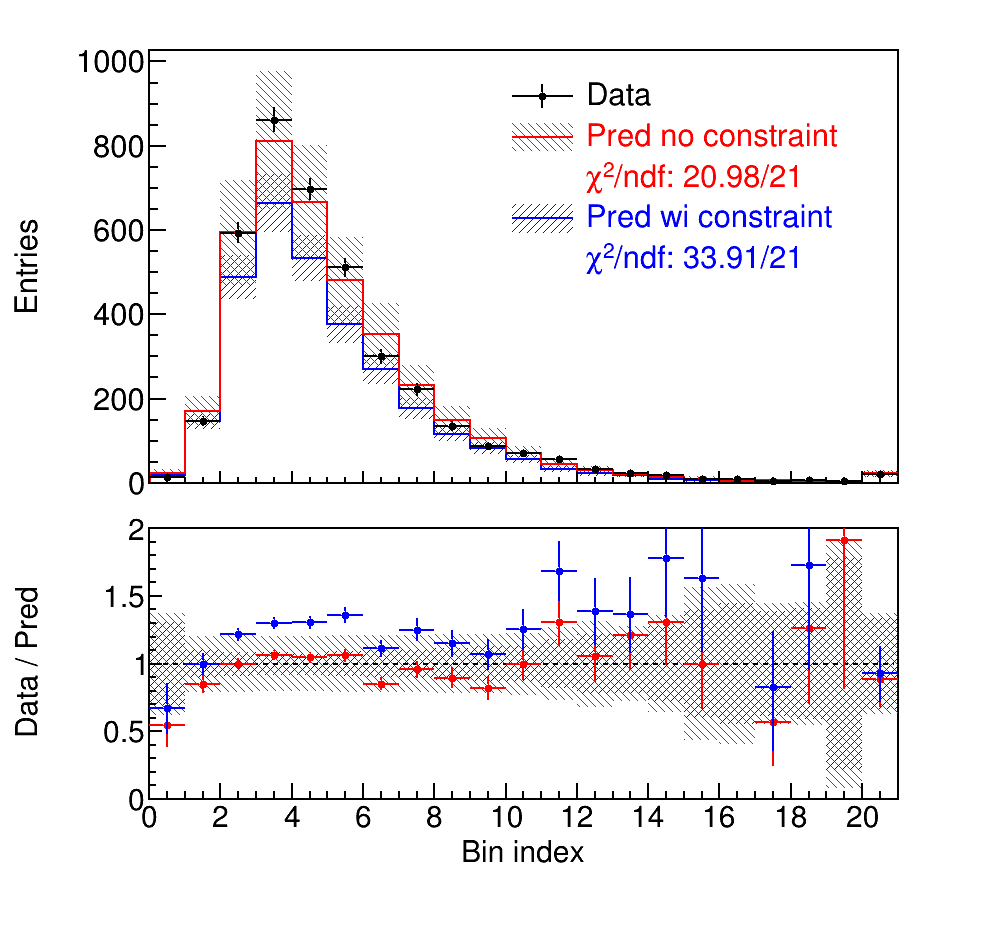 1000
800
600
400
200
0
Entries
Data
Pred no constraint
χ²/ndf: 20.98/21
Pred wi constraint
χ²/ndf: 33.91/21
2
1.5
1
0.5
0
Data / Pred
0 2 4 6 8 10 12 14 16 18 20
Bin index